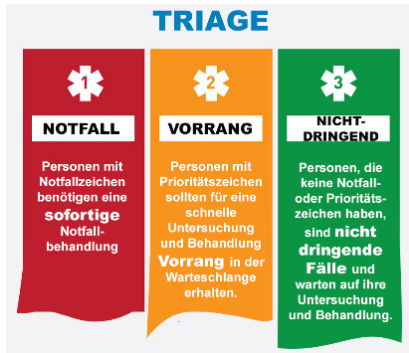 TRIAGE
1
NOTFALL
Personen mit
Notfallzeichen
benötigen eine
sofortige
Notfall-
behandlung
2
VORRANG
Personen mit
Prioritätszeichen
sollten für eine
schnelle
Untersuchung
und Behandlung
Vorrang in der
Warteschlange
erhalten.
3
NICHT-
DRINGEND
Personen, die
keine Notfall-
oder Prioritäts-
zeichen haben,
sind nicht
dringende
Fälle und
warten auf ihre
Untersuchung
und Behandlung.